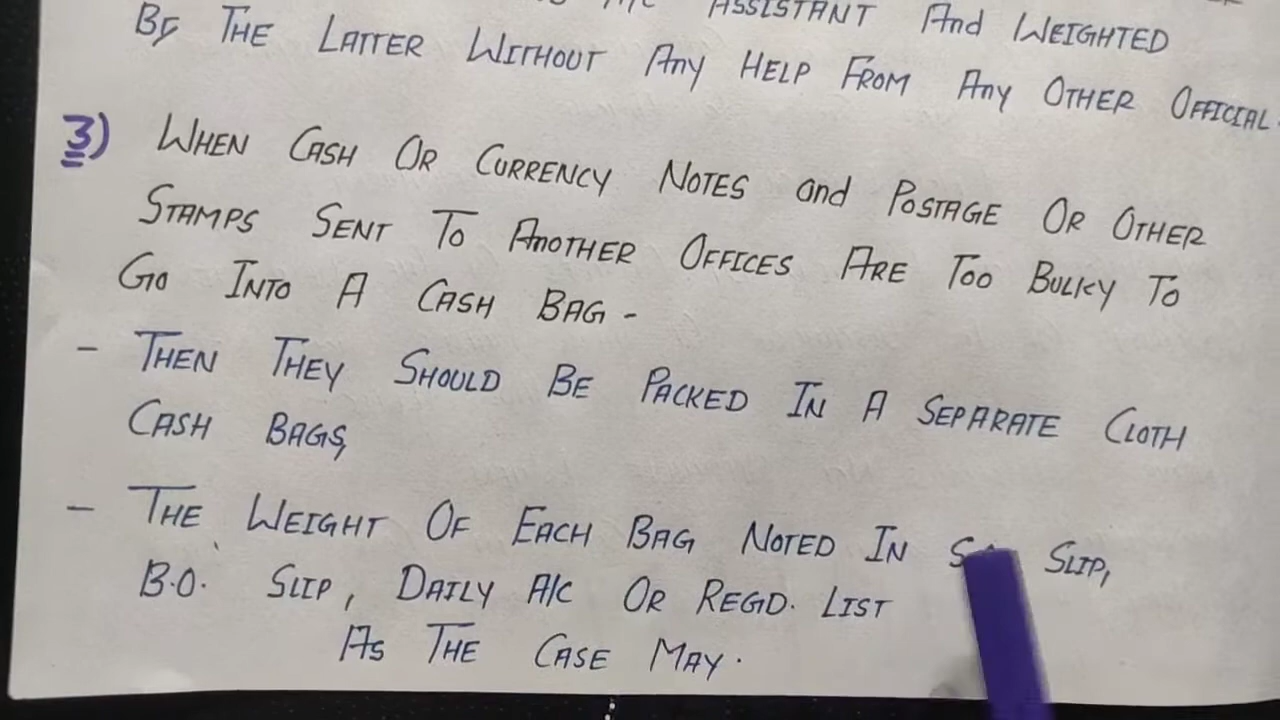 ASSISTANT And WEIGHTED
By THE LATTER WITHOUT Any HELP FROM Any OTHER OFFICIAL.
3) WHEN CASH OR CURRENCY NOTES and POSTAGE OR OTHER
STAMPS SENT TO ANOTHER OFFICES ARE TOO BULKY TO
GO INTO A CASH BAG -
- THEN THEY SHOULD BE PACKED IN A SEPARATE CLOTH
CASH BAGS,
- THE WEIGHT OF EACH BAG NOTED IN SLIP,
B.O. SLIP, DAILY A/C OR REGD. LIST
AS THE CASE MAY.